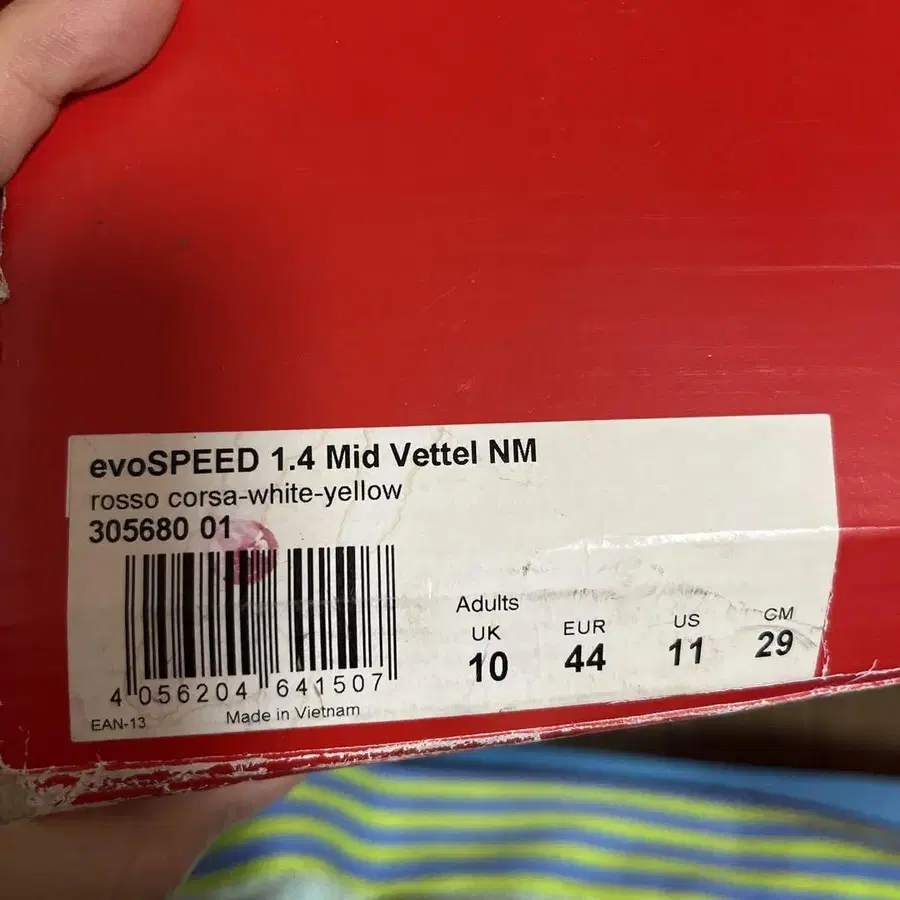 evoSPEED 1.4 Mid Vettel NM
rosso corsa-white-yellow
305680 01
4 056204 641507
EAN-13
Made in Vietnam
Adults
UK EUR US GM
10 44 11 29